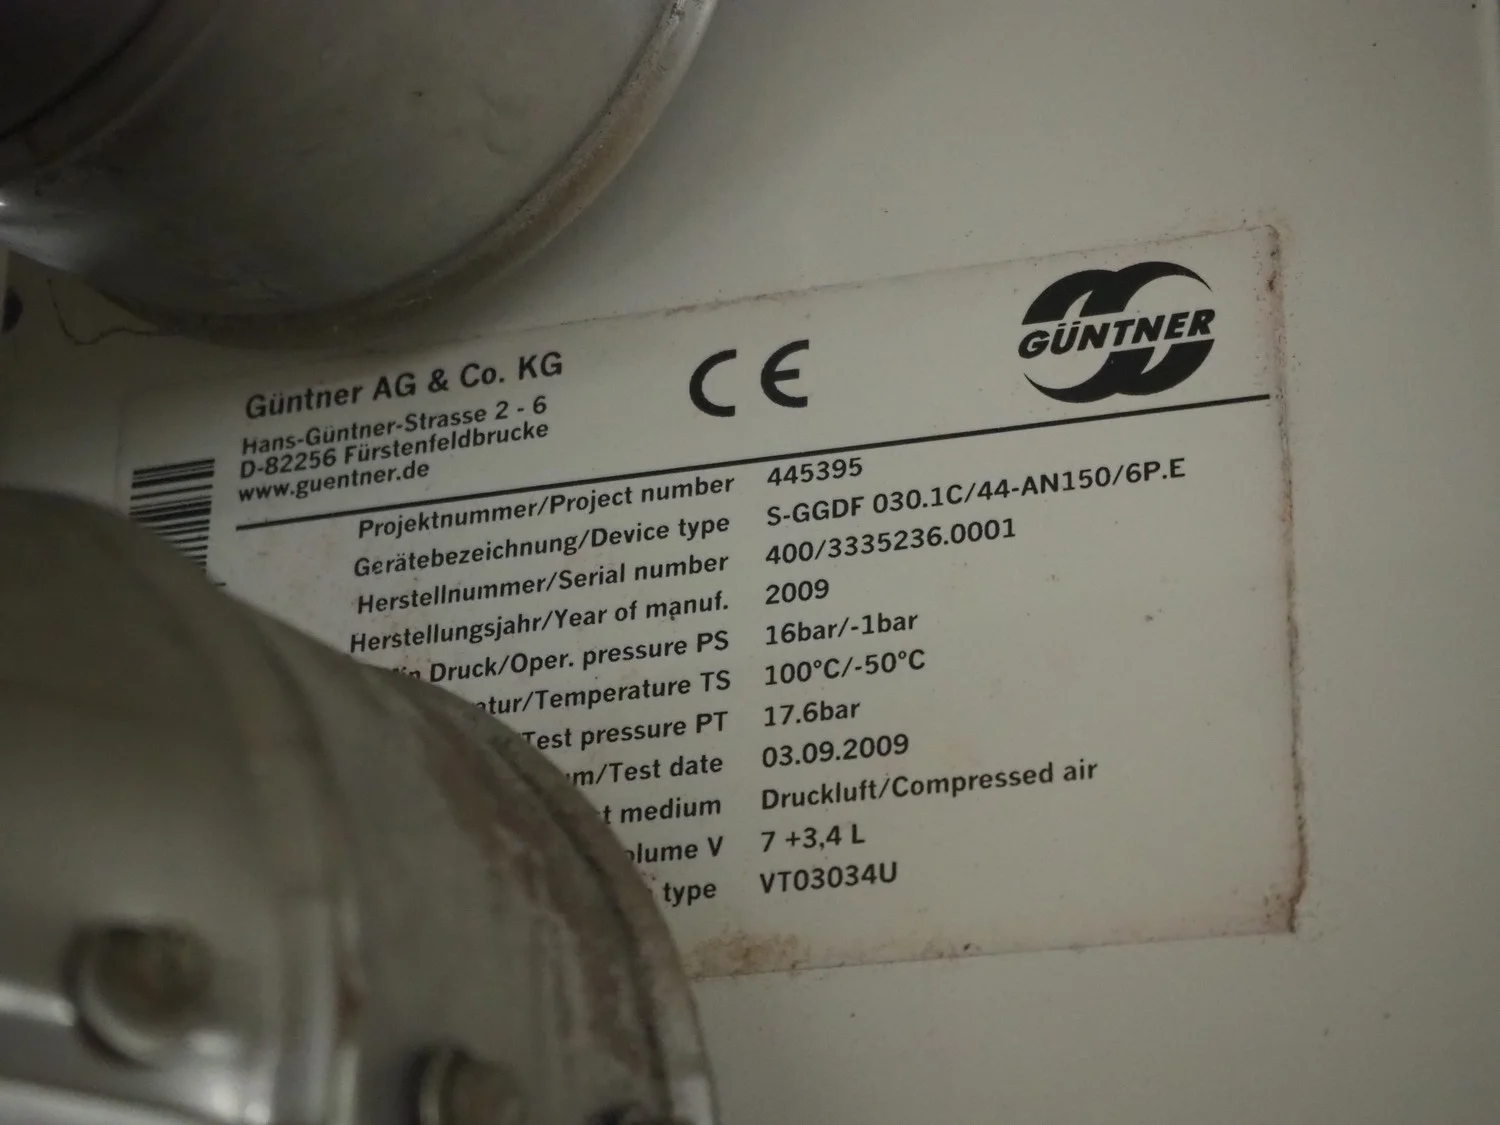 GÜNTNER
CE
Güntner AG & Co. KG
Hans-Güntner-Strasse 2 - 6
D-82256 Fürstenfeldbrucke
www.guentner.de
Projektnummer/Project number 445395
Gerätebezeichnung/Device type S-GGDF 030.1C/44-AN150/6P.E
Herstellnummer/Serial number 400/3335236.0001
Herstellungsjahr/Year of manuf. 2009
Druck/Oper. pressure PS 16bar/-1bar
/Temperature TS 100°C/-50°C
Test pressure PT 17.6bar
/Test date 03.09.2009
medium Druckluft/Compressed air
V 7 +3,4 L
type VT03034U